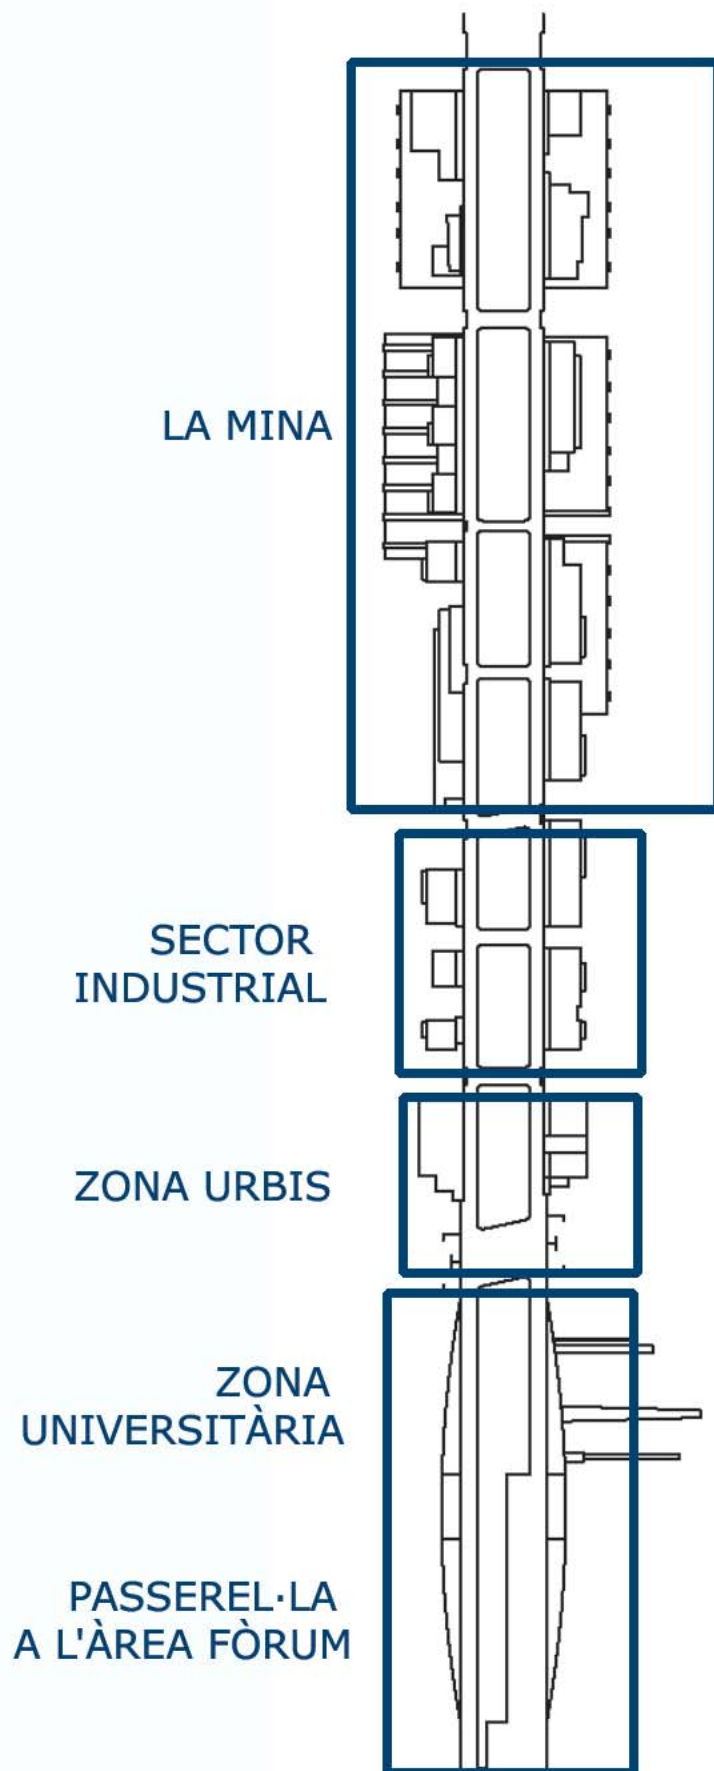 LA MINA
SECTOR
INDUSTRIAL
ZONA URBIS
ZONA
UNIVERSITÀRIA
PASSEREL·LA
A L'ÀREA FÒRUM